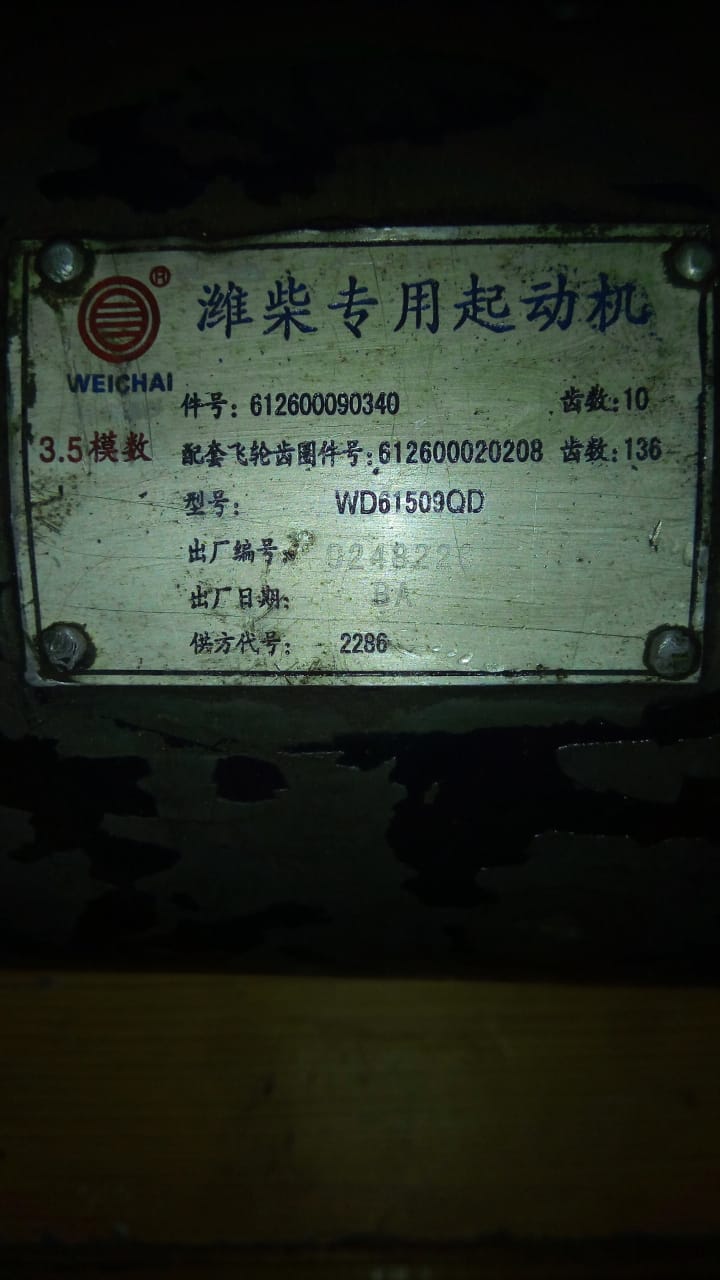 潍柴专用起动机
WEICHAI
件号：612600090340 齿数：10
3.5模数
配套飞轮齿圈件号：612600020208 齿数：136
型号： WD61509QD
出厂编号：
出厂日期： BA
供方代号： 2286